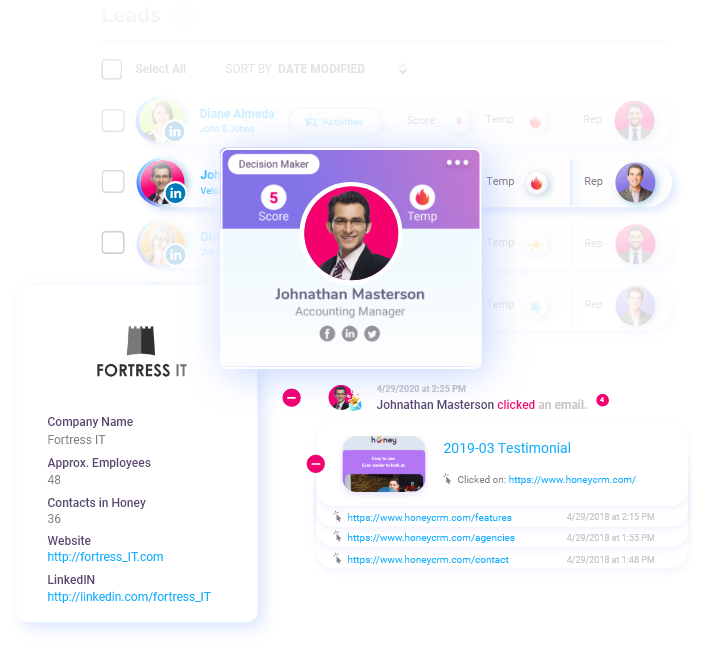 Leads
Select All
SORT BY DATE MODIFIED
Diane Almeda
John & Johns
in
Activities
Score
Temp
Rep
in
Temp
Rep
Decision Maker
5
Score
Temp
Johnathan Masterson
Accounting Manager
f in
in
Temp
Rep
Temp
Rep
FORTRESS IT
Company Name
Fortress IT
Approx. Employees
48
Contacts in Honey
36
Website
http://fortress_IT.com
LinkedIN
http://linkedin.com/fortress_IT
4/29/2020 at 2:25 PM
Johnathan Masterson clicked an email. 4
honey
Easy to use.
Even easier to look at.
2019-03 Testimonial
Clicked on: https://www.honeycrm.com/
https://www.honeycrm.com/features 4/29/2018 at 2:15 PM
https://www.honeycrm.com/agencies 4/29/2018 at 1:55 PM
https://www.honeycrm.com/contact 4/29/2018 at 1:48 PM